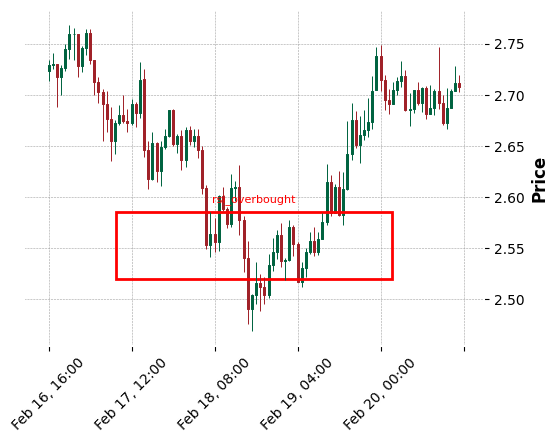 2.75
2.70
2.65
2.60
2.55
2.50
Price
rsi_overbought
Feb 16, 16:00
Feb 17, 12:00
Feb 18, 08:00
Feb 19, 04:00
Feb 20, 00:00